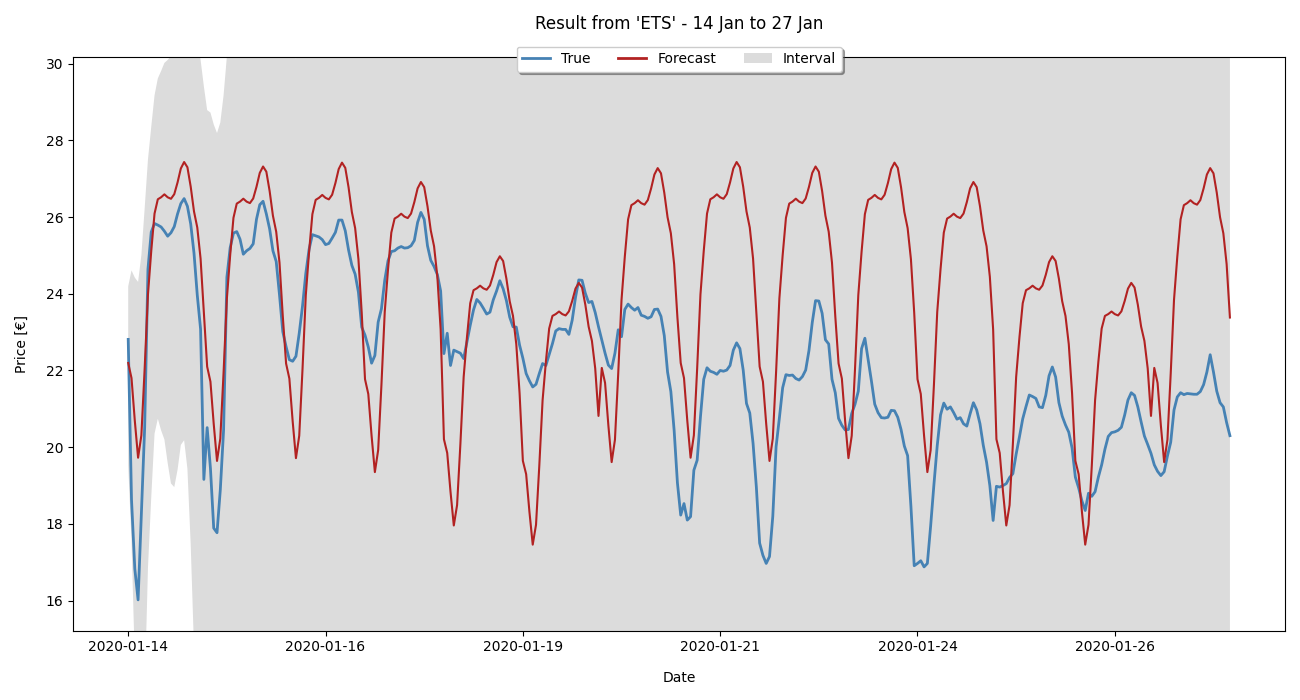 Result from 'ETS' - 14 Jan to 27 Jan
True Forecast Interval
30
28
26
24
22
20
18
16
Price [€]
2020-01-14 2020-01-16 2020-01-19 2020-01-21 2020-01-24 2020-01-26
Date